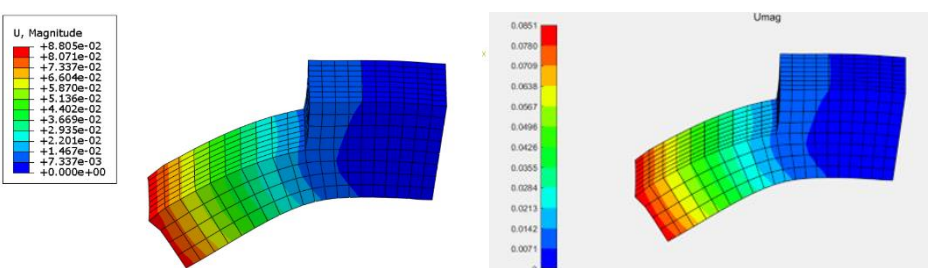 U, Magnitude
+8.805e-02
+8.071e-02
+7.337e-02
+6.604e-02
+5.870e-02
+5.136e-02
+4.402e-02
+3.669e-02
+2.935e-02
+2.201e-02
+1.467e-02
+7.337e-03
+0.000e+00
Umag
0.0851
0.0780
0.0709
0.0638
0.0567
0.0496
0.0426
0.0355
0.0284
0.0213
0.0142
0.0071